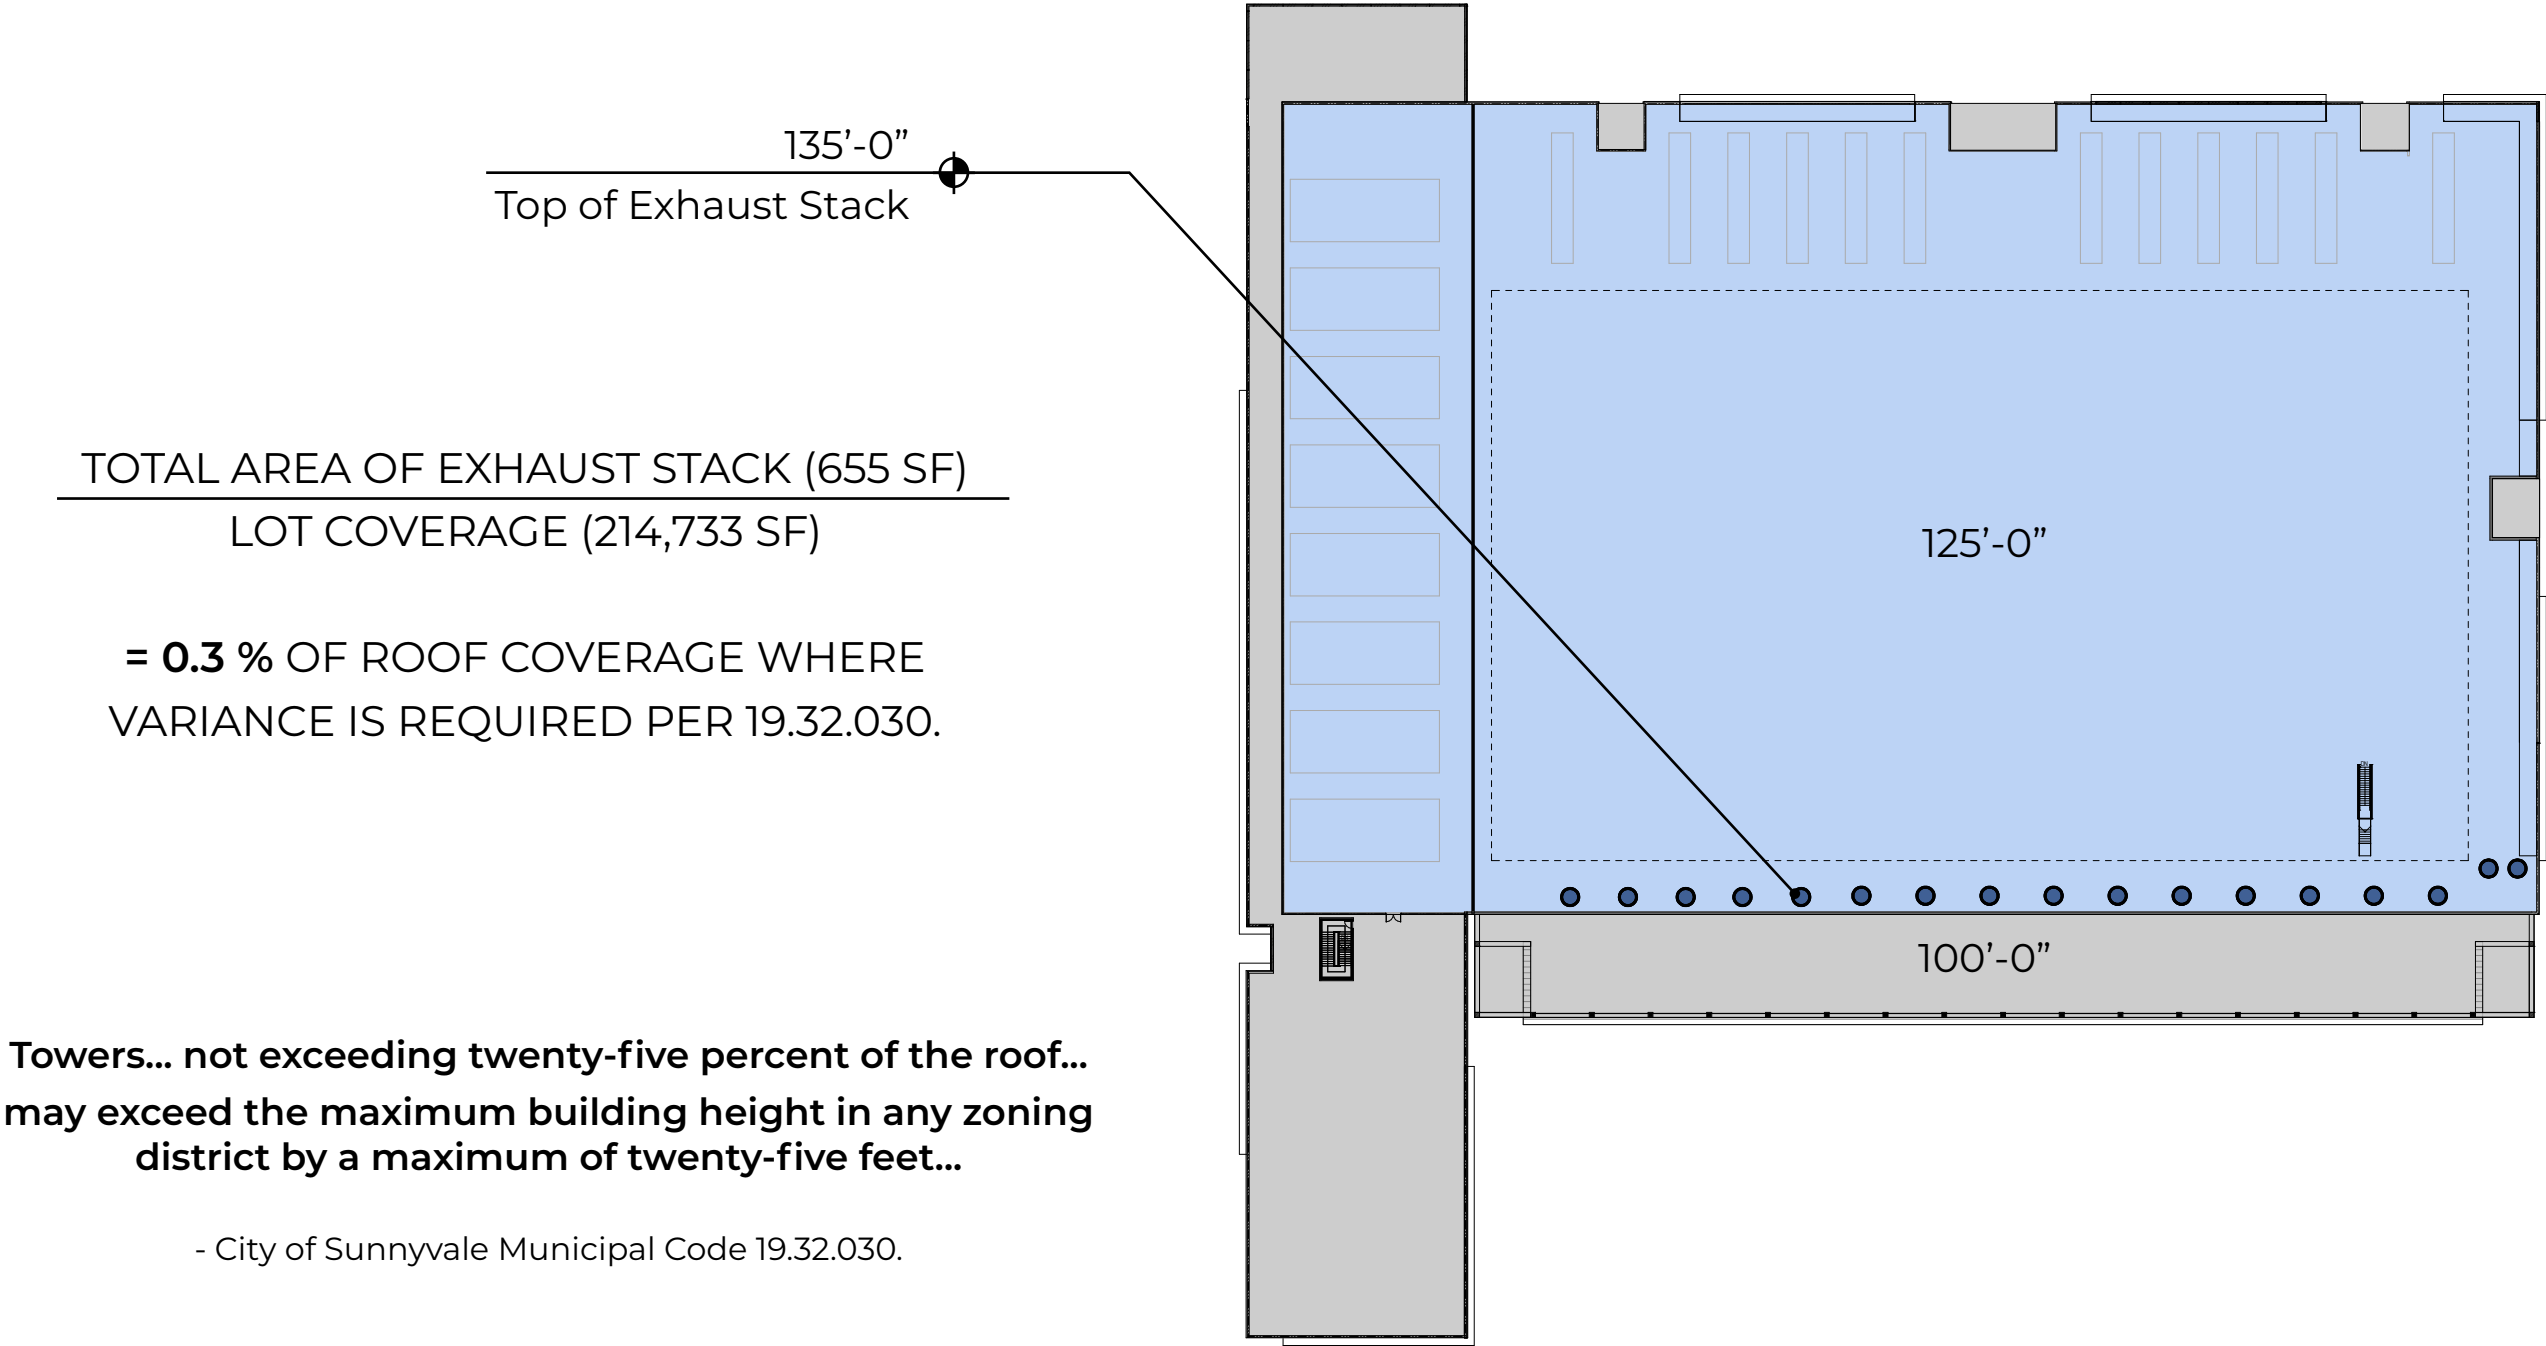 135’-0”
Top of Exhaust Stack
TOTAL AREA OF EXHAUST STACK (655 SF)
LOT COVERAGE (214,733 SF)
= 0.3 % OF ROOF COVERAGE WHERE
VARIANCE IS REQUIRED PER 19.32.030.
Towers... not exceeding twenty-five percent of the roof...
may exceed the maximum building height in any zoning
district by a maximum of twenty-five feet...
- City of Sunnyvale Municipal Code 19.32.030.
125’-0”
100’-0”